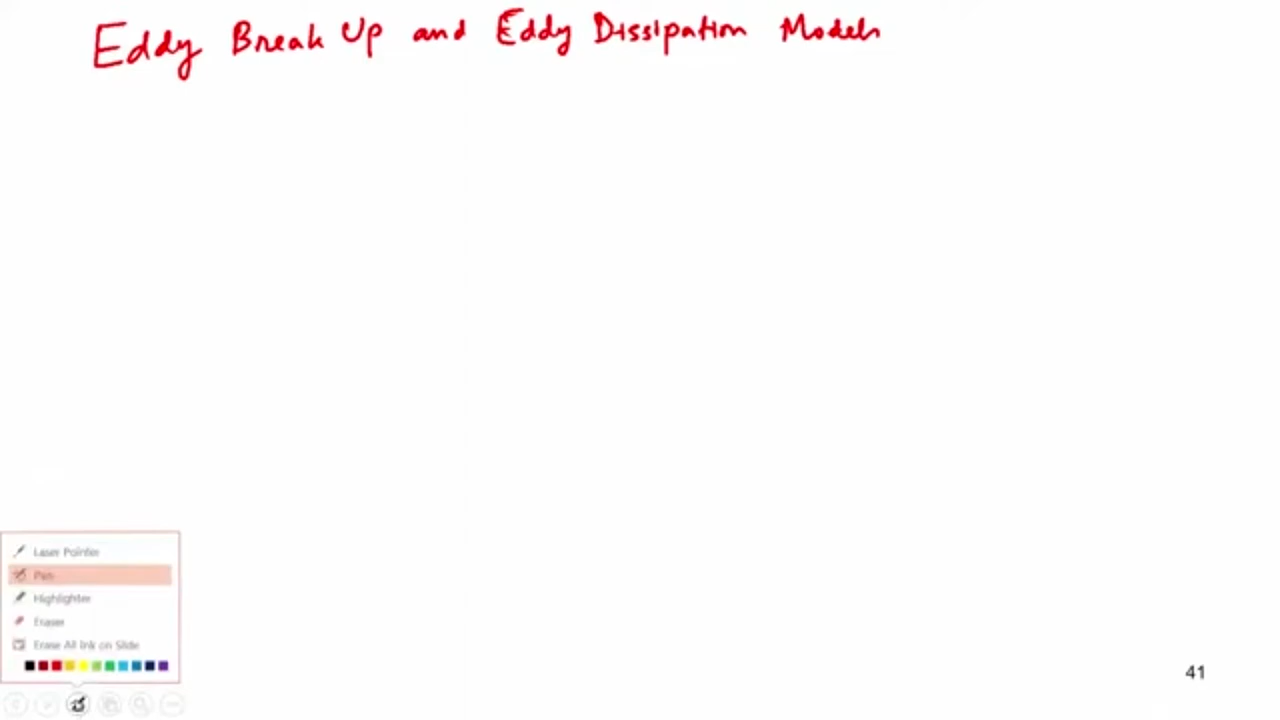 Eddy Break Up and Eddy Dissipation Models
Laser Pointer
Pen
Highlighter
Eraser
Erase All Ink on Slide
41